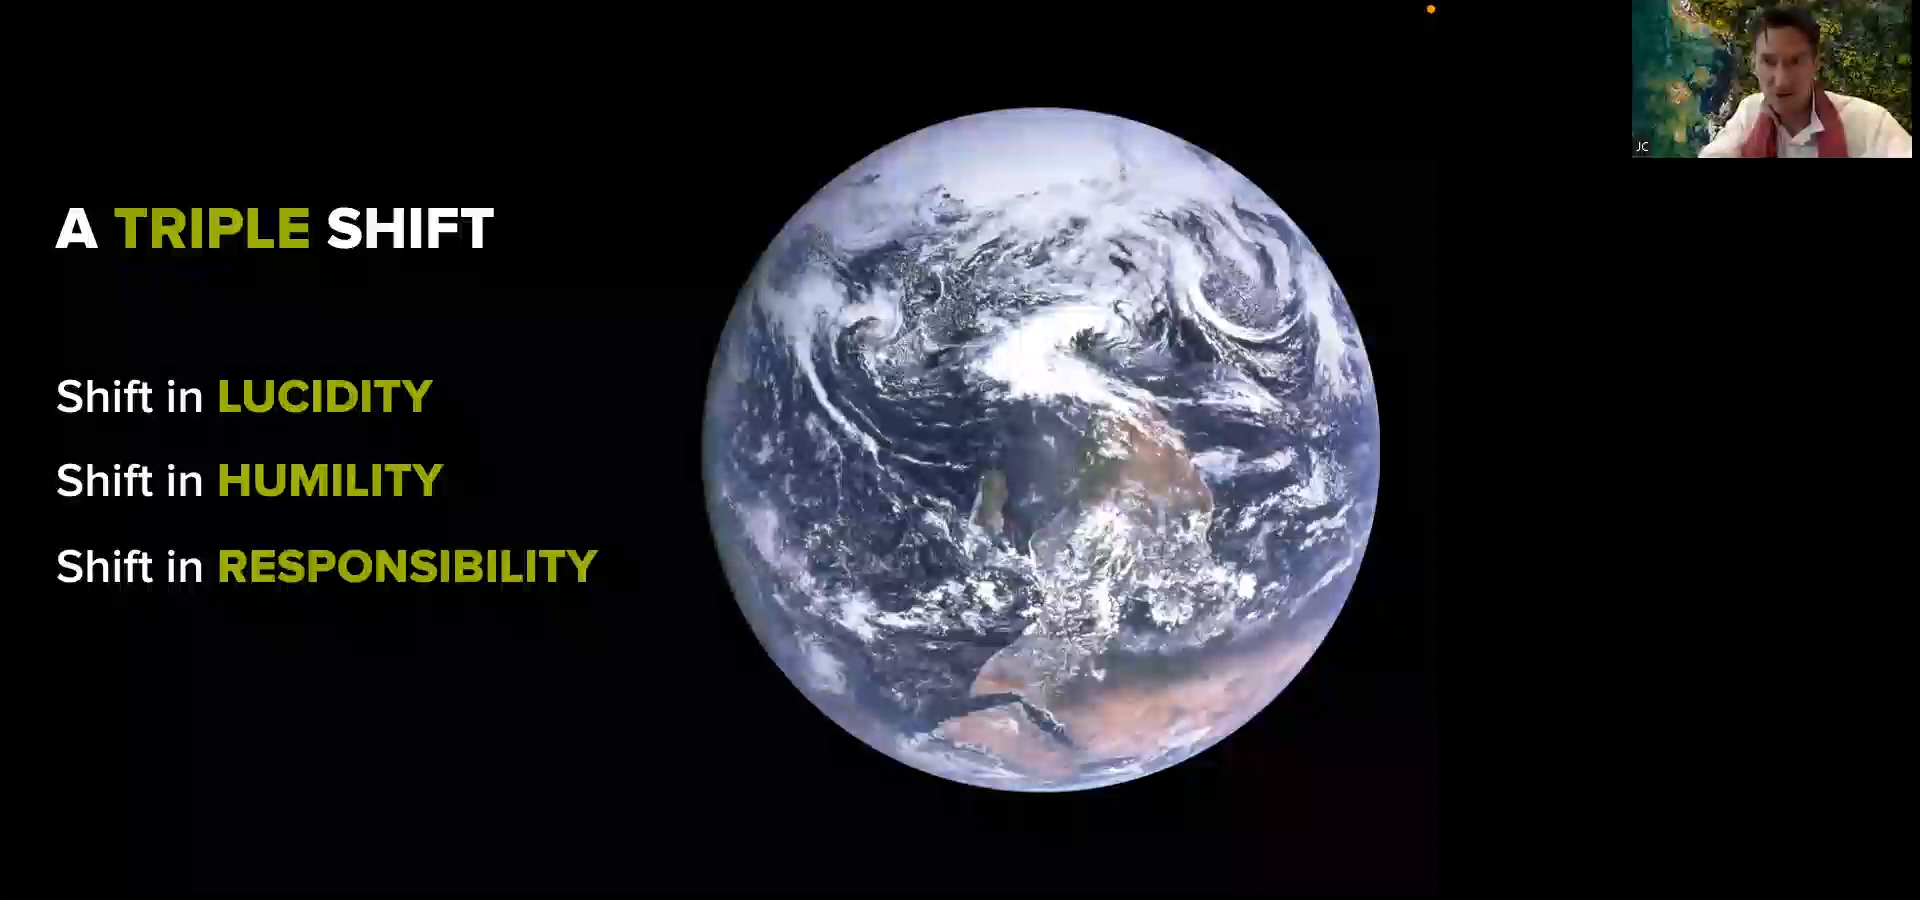 A TRIPLE SHIFT
Shift in LUCIDITY
Shift in HUMILITY
Shift in RESPONSIBILITY
JC